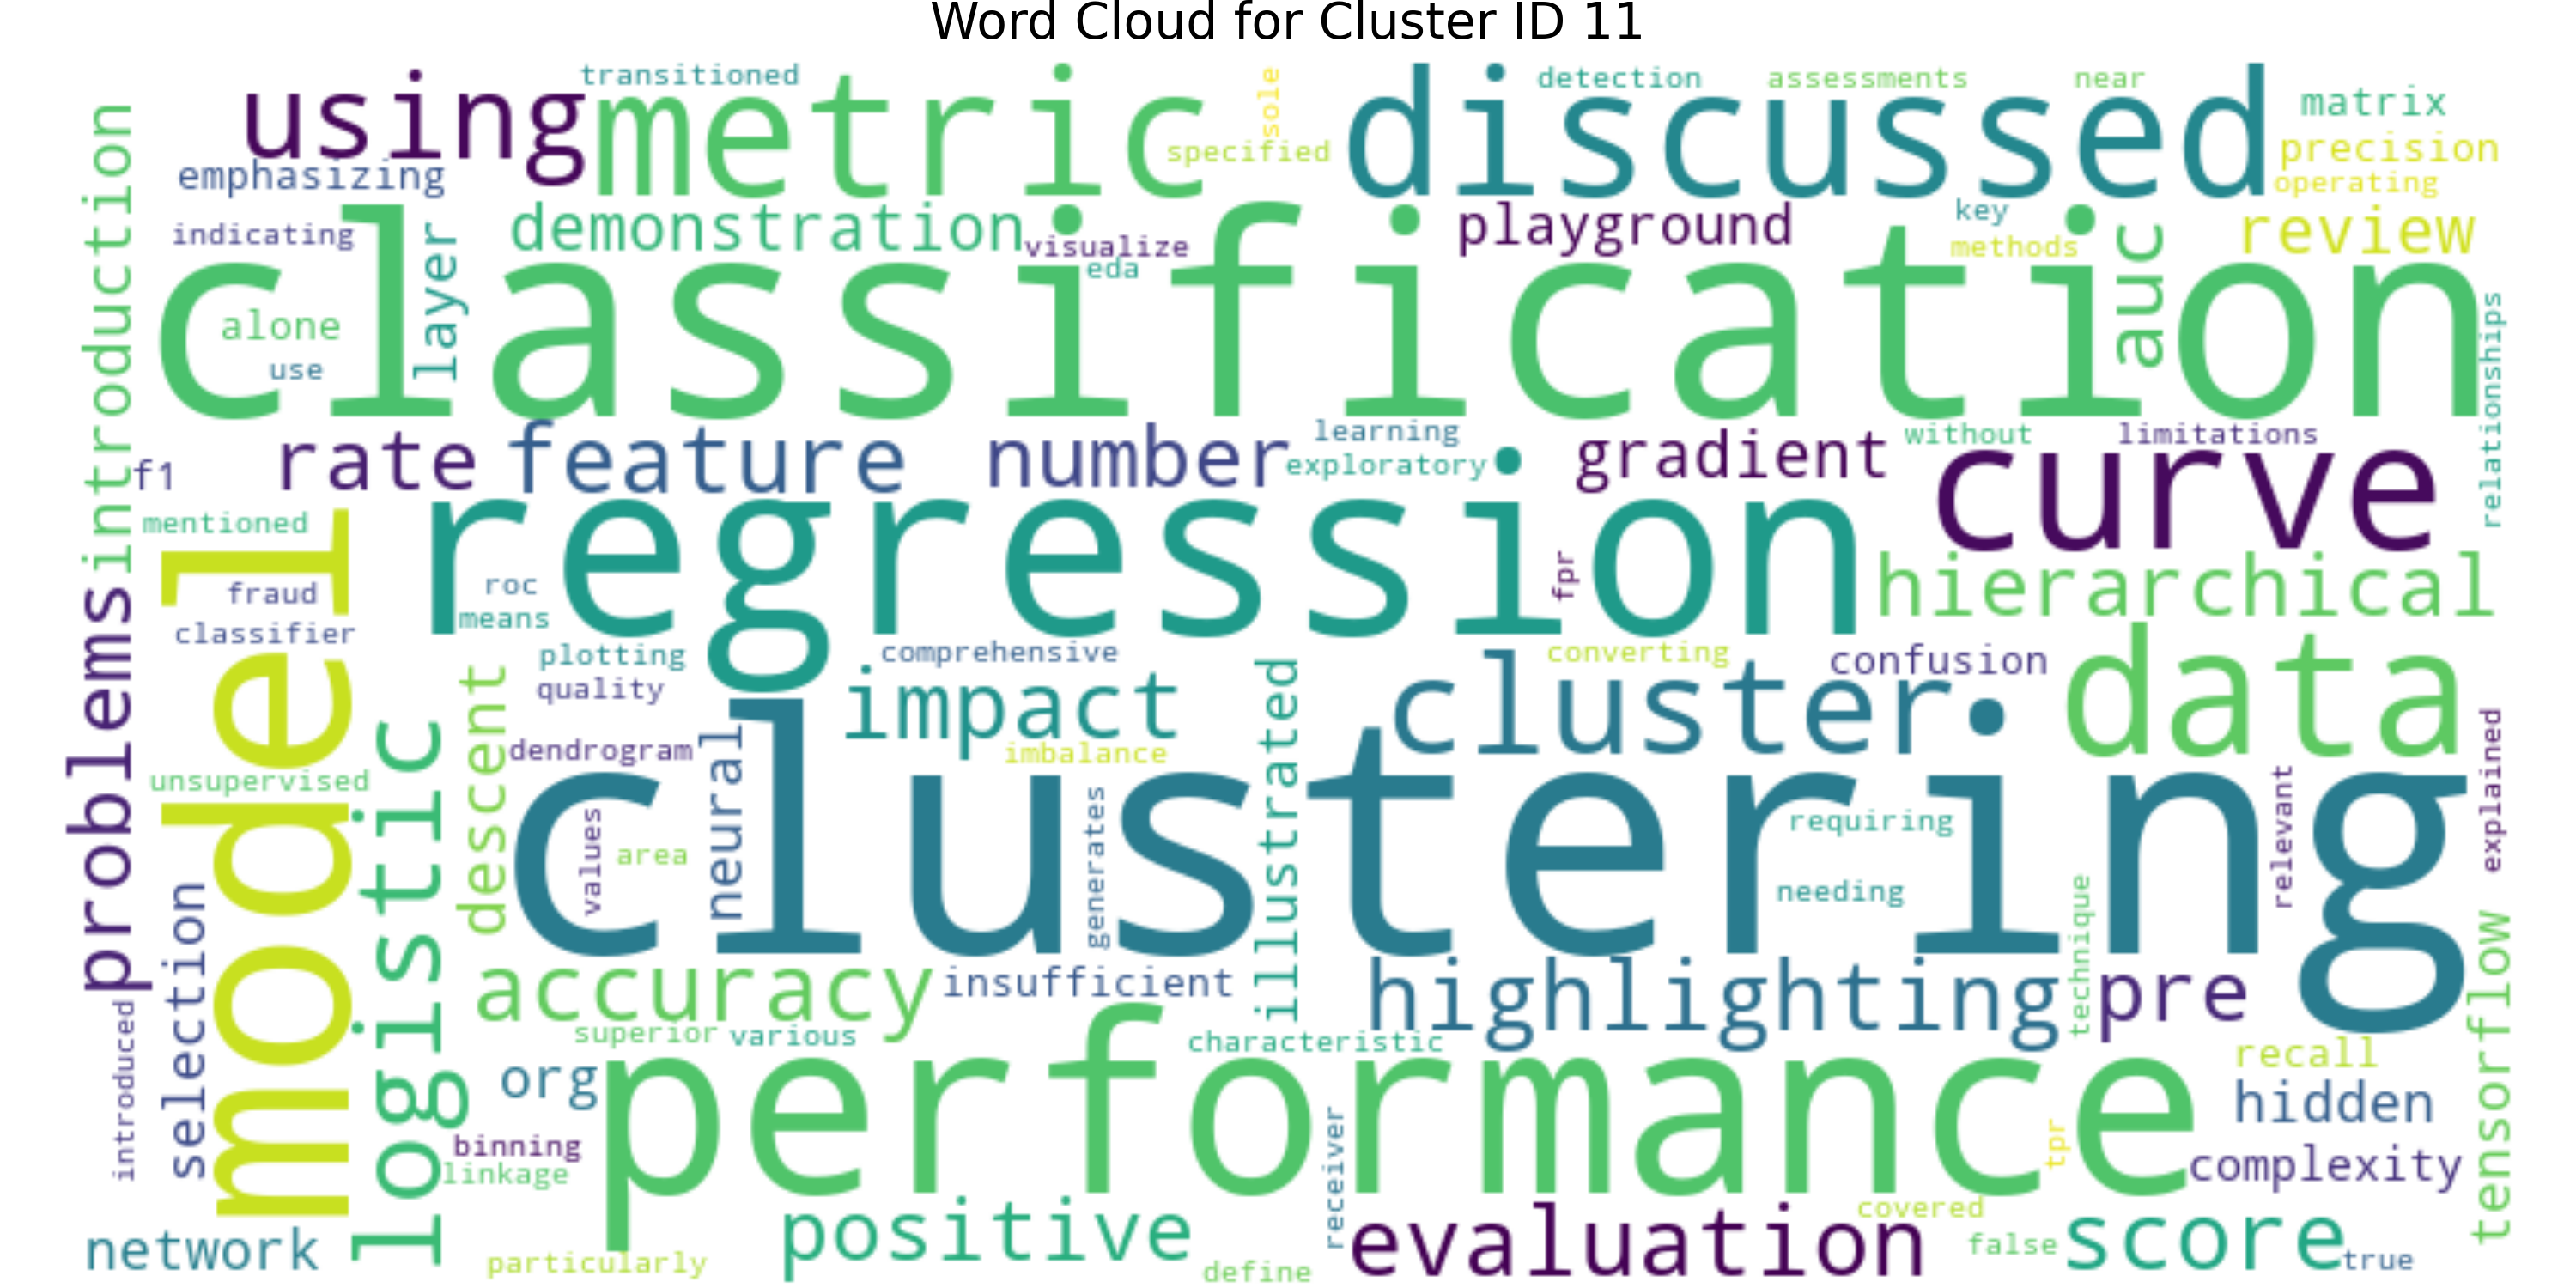 Word Cloud for Cluster ID 11
transitioned
using
metric
sole
specified
discussed
detection
assessments
near
matrix
precision
operating
emphasizing
introduction
indicating
layer
demonstration
visualize
eda
playground
key
methods
auc
review
classification
alone
use
relationships
f1
rate
feature
number
learning
exploratory
gradient
without
limitations
curve
mentioned
regression
fpr
hierarchical
fraud
classifier
roc
means
model
problems
plotting
quality
comprehensive
converting
confusion
data
descent
impact
illustrated
cluster
logistic
dendrogram
neural
imbalance
unsupervised
clustering
values
area
generates
requiring
needing
relevant
explained
selection
accuracy
insufficient
highlighting
technique
pre
tensorflow
introduced
superior
various
characteristic
org
performance
recall
hidden
binning
linkage
receiver
tpr
complexity
network
positive
evaluation
covered
false
score
true
particularly
define